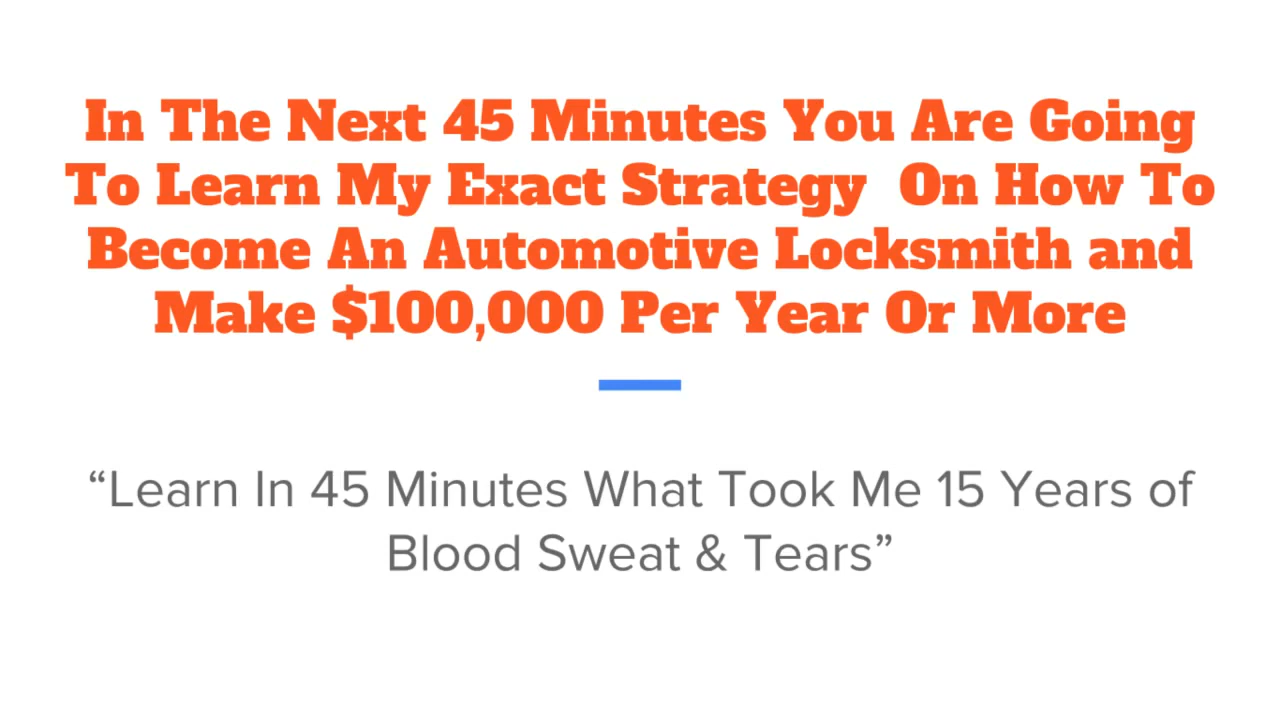 In The Next 45 Minutes You Are Going
To Learn My Exact Strategy  On How To
Become An Automotive Locksmith and
Make $100,000 Per Year Or More
“Learn In 45 Minutes What Took Me 15 Years of
Blood Sweat & Tears”